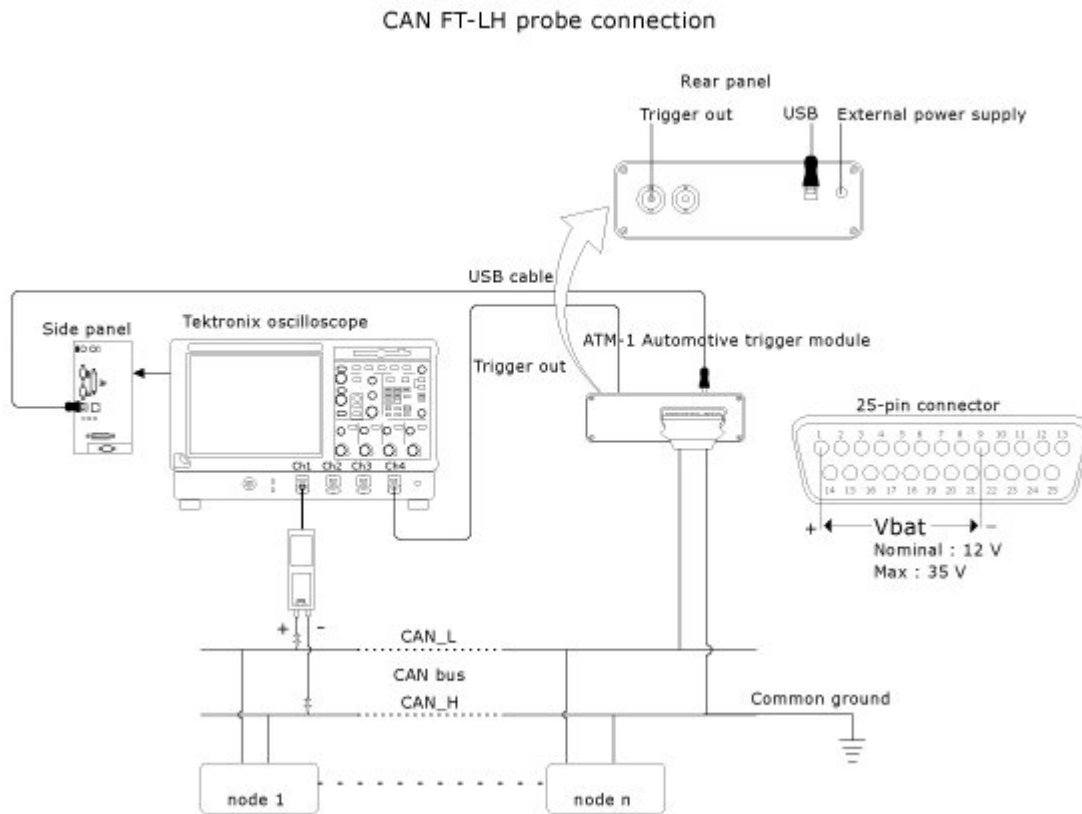 CAN FT-LH probe connection
Rear panel
Trigger out
USB
External power supply
USB cable
Side panel
Tektronix oscilloscope
Trigger out
ATM-1 Automotive trigger module
25-pin connector
1 2 3 4 5 6 7 8 9 10 11 12 13
14 15 16 17 18 19 20 21 22 23 24 25
+ Vbat -
Nominal : 12 V
Max : 35 V
Ch1 Ch2 Ch3 Ch4
+ -
CAN_L
CAN bus
CAN_H
Common ground
node 1
node n